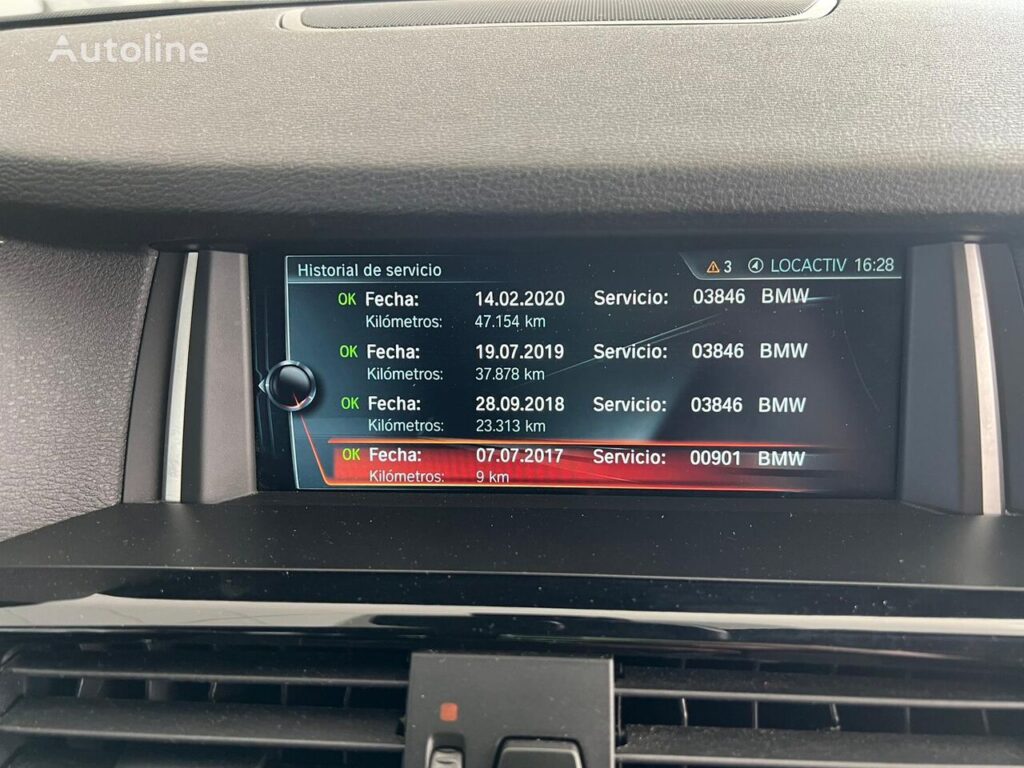 Autoline
Historial de servicio 3 LOCACTIV 16:28
OK Fecha: 14.02.2020 Servicio: 03846 BMW
Kilómetros: 47.154 km
OK Fecha: 19.07.2019 Servicio: 03846 BMW
Kilómetros: 37.878 km
OK Fecha: 28.09.2018 Servicio: 03846 BMW
Kilómetros: 23.313 km
OK Fecha: 07.07.2017 Servicio: 00901 BMW
Kilómetros: 9 km